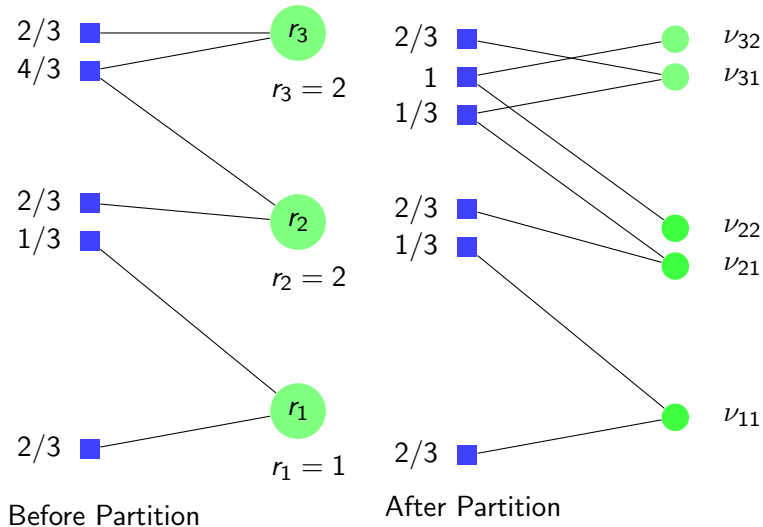 2/3
4/3
r₃
r₃ = 2
2/3
1/3
r₂
r₂ = 2
r₁
2/3
r₁ = 1
Before Partition
2/3
1
1/3
ν₃₂
ν₃₁
2/3
1/3
ν₂₂
ν₂₁
ν₁₁
2/3
After Partition